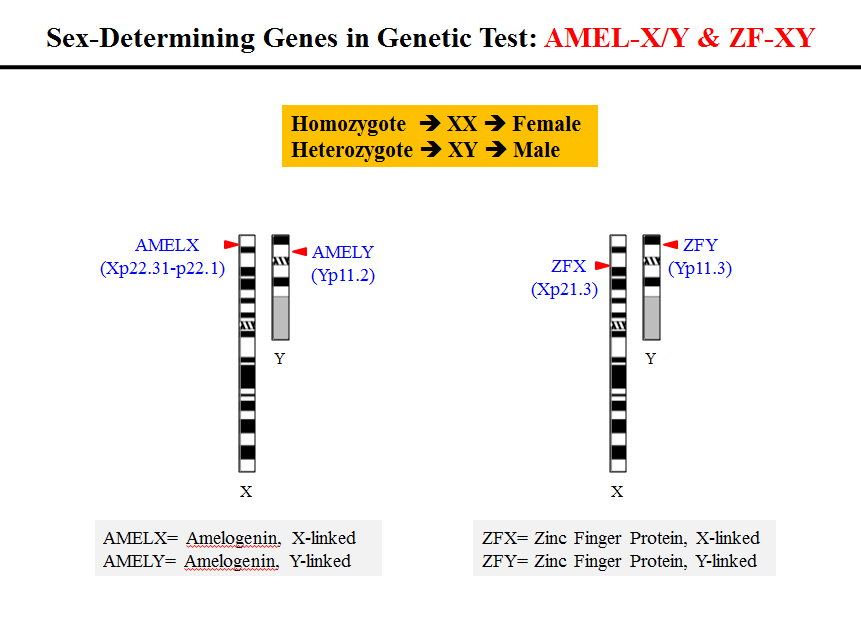 Sex-Determining Genes in Genetic Test: AMEL-X/Y & ZF-XY
Homozygote ➔ XX ➔ Female
Heterozygote ➔ XY ➔ Male
AMELX
(Xp22.31-p22.1)
AMELY
(Yp11.2)
Y
X
ZFX
(Xp21.3)
ZFY
(Yp11.3)
Y
X
AMELX= Amelogenin, X-linked
AMELY= Amelogenin, Y-linked
ZFX= Zinc Finger Protein, X-linked
ZFY= Zinc Finger Protein, Y-linked